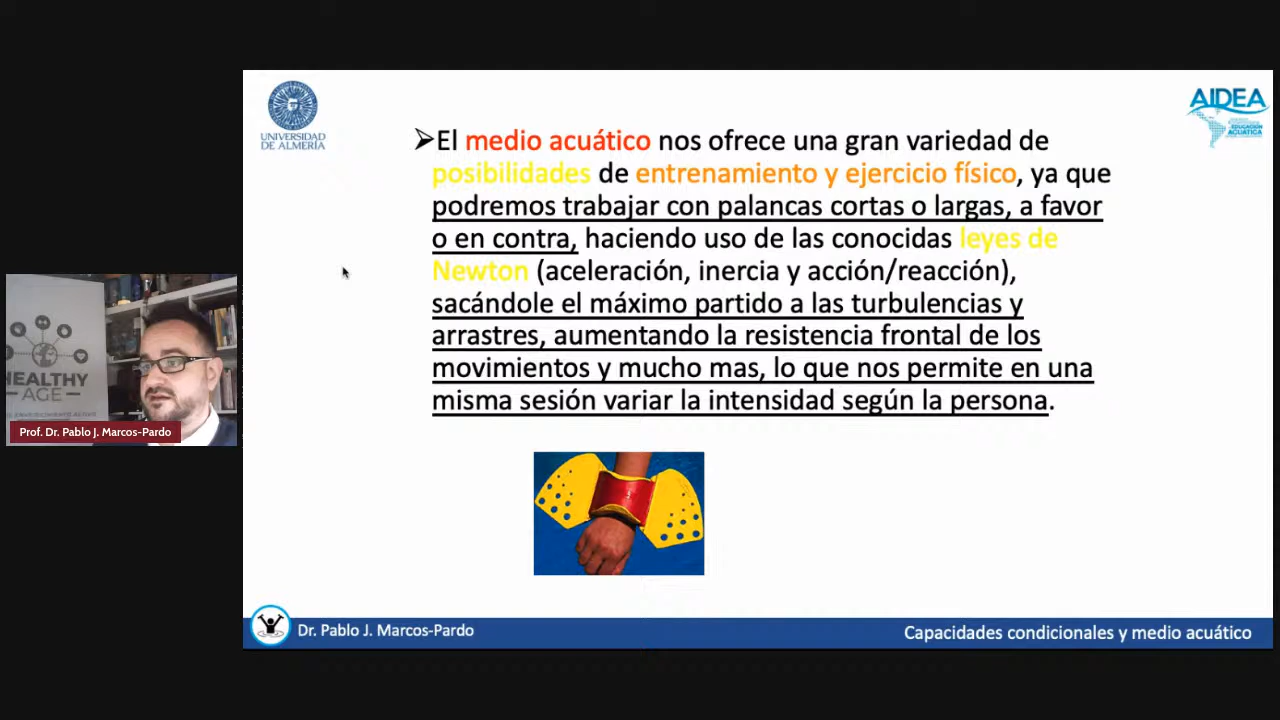 UNIVERSIDAD
DE ALMERÍA
AIDEA
EDUCACIÓN
ACUÁTICA
➢El medio acuático nos ofrece una gran variedad de
posibilidades de entrenamiento y ejercicio físico, ya que
podremos trabajar con palancas cortas o largas, a favor
o en contra, haciendo uso de las conocidas leyes de
Newton (aceleración, inercia y acción/reacción),
sacándole el máximo partido a las turbulencias y
arrastres, aumentando la resistencia frontal de los
movimientos y mucho mas, lo que nos permite en una
misma sesión variar la intensidad según la persona.
HEALTHY
AGE
Prof. Dr. Pablo J. Marcos-Pardo
Dr. Pablo J. Marcos-Pardo
Capacidades condicionales y medio acuático